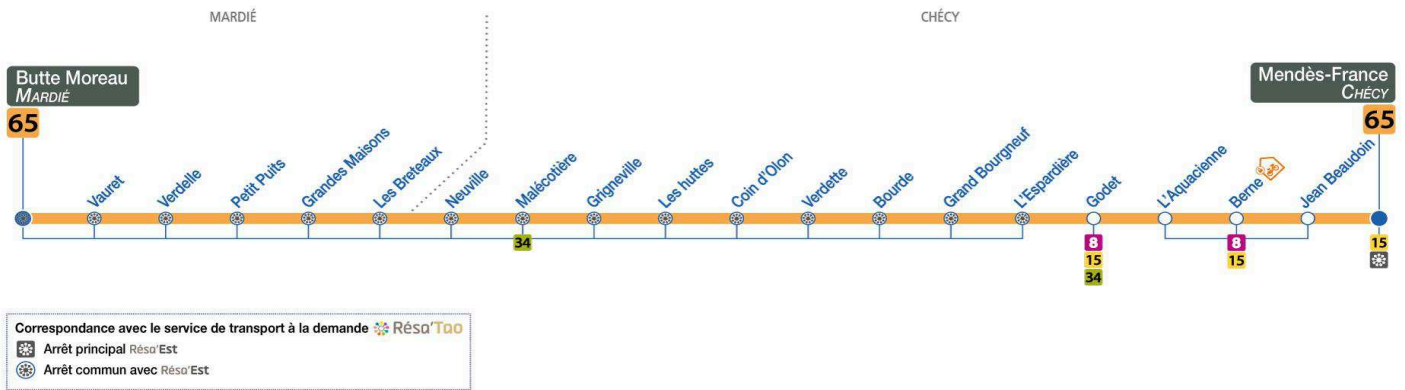 MARDIÉ
CHÉCY
Butte Moreau
MARDIÉ
65
Mendès-France
CHÉCY
65
Vauret
Verdelle
Petit Puits
Grandes Maisons
Les Breteaux
Neuville
Malécotière
Grigneville
Les huttes
Coin d'Olon
Verdette
Bourde
Grand Bourgneuf
L'Espardière
Godet
L'Aquacienne
Berne
Jean Beaudoin
34
8
15
34
8
15
15
Correspondance avec le service de transport à la demande Résa'Tao
Arrêt principal Résa'Est
Arrêt commun avec Résa'Est